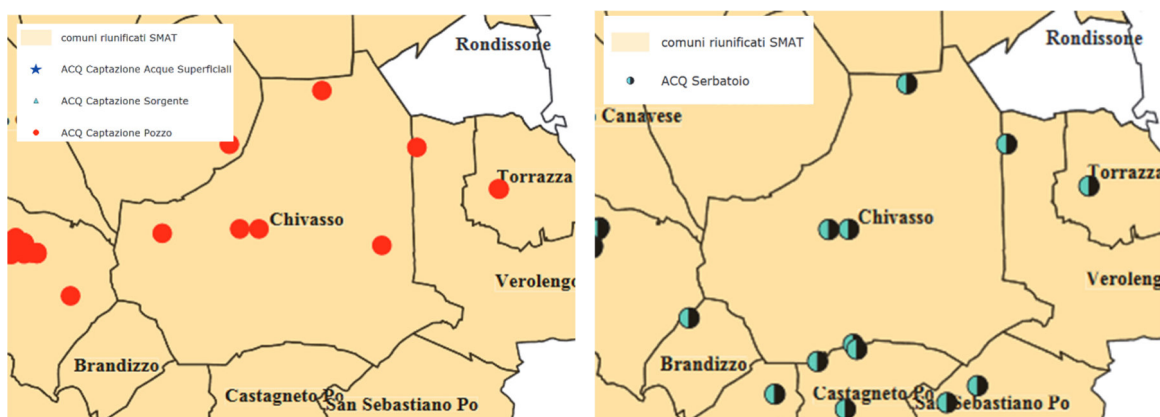 comuni riunificati SMAT
ACQ Captazione Acque Superficiali
ACQ Captazione Sorgente
ACQ Captazione Pozzo
Rondissone
Torrazza
Chivasso
Verolengo
Brandizzo
Castagneto Po
San Sebastiano Po
comuni riunificati SMAT
ACQ Serbatoio
Rondissone
Canavese
Torrazza
Chivasso
Verolengo
Brandizzo
Castagneto Po
San Sebastiano Po